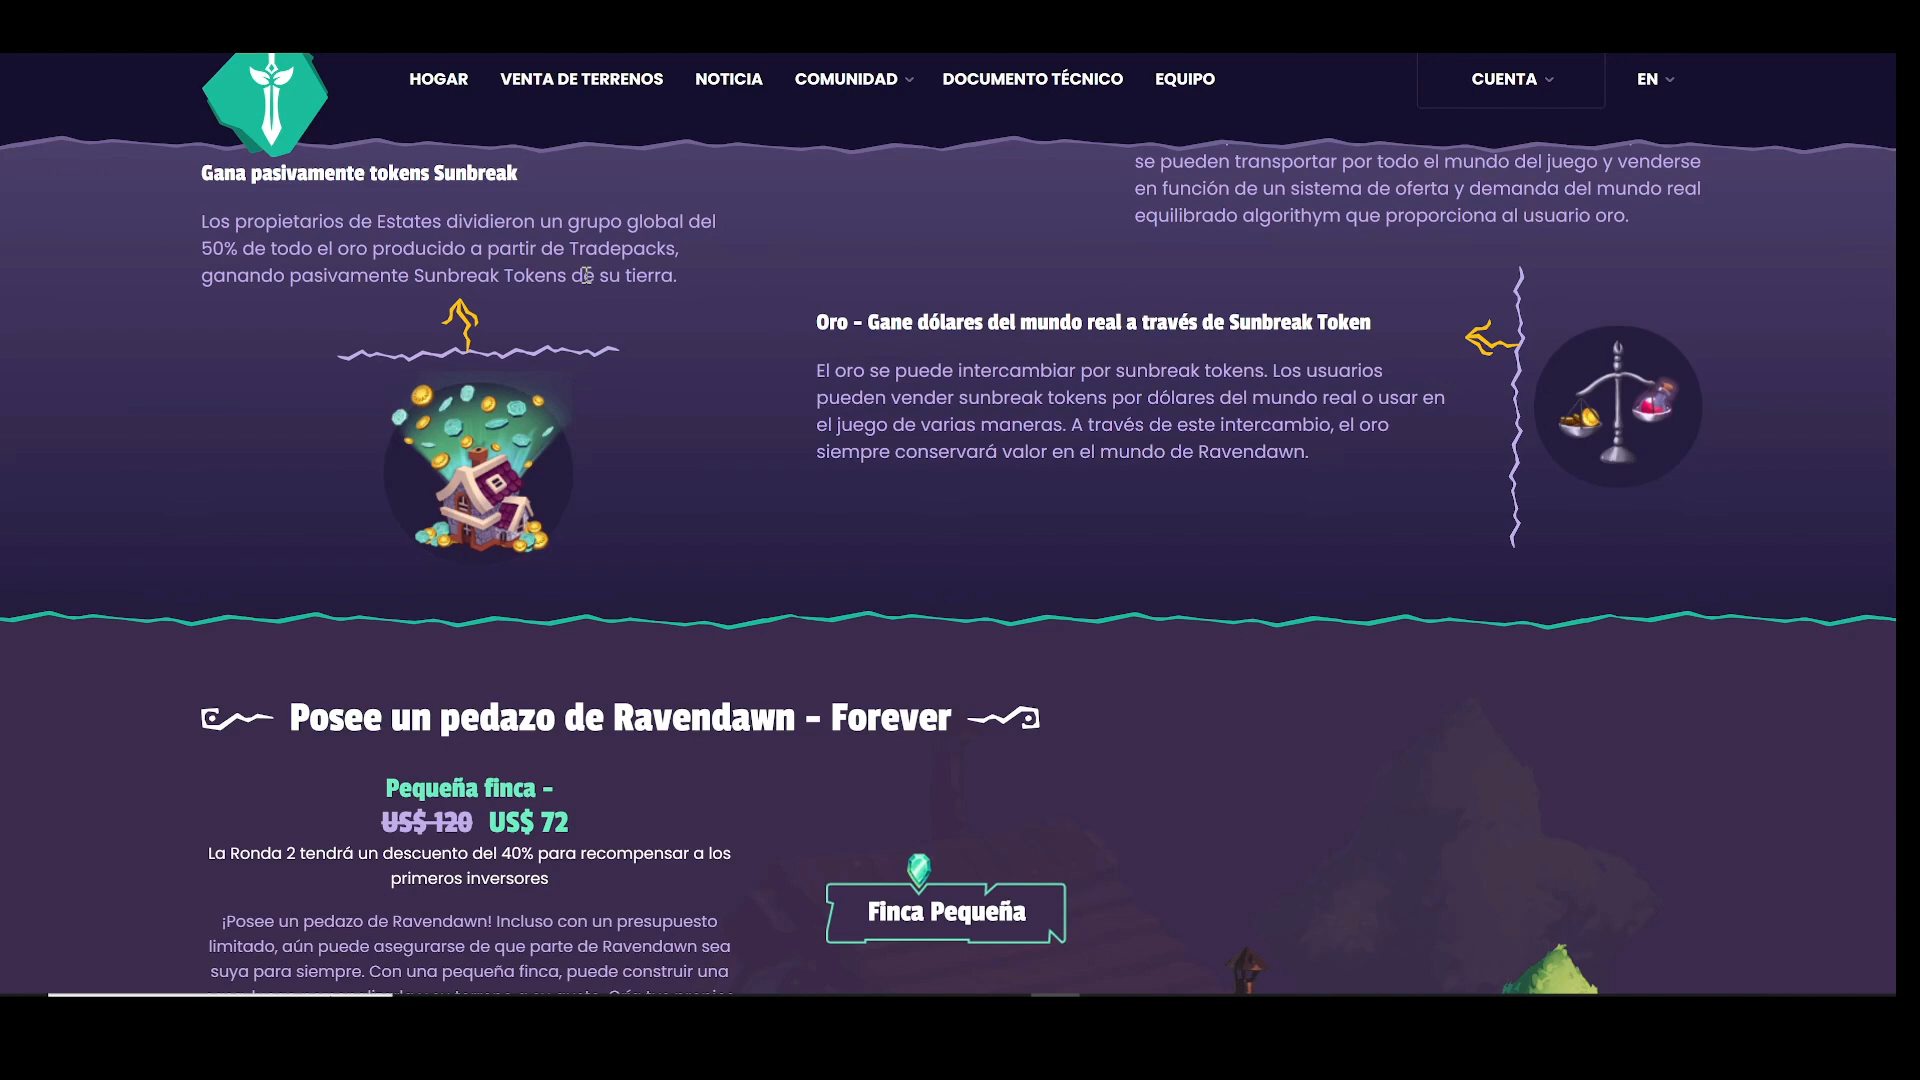 HOGAR VENTA DE TERRENOS NOTICIA COMUNIDAD DOCUMENTO TÉCNICO EQUIPO CUENTA EN
Gana pasivamente tokens Sunbreak
Los propietarios de Estates dividieron un grupo global del
50% de todo el oro producido a partir de Tradepacks,
ganando pasivamente Sunbreak Tokens de su tierra.
se pueden transportar por todo el mundo del juego y venderse
en función de un sistema de oferta y demanda del mundo real
equilibrado algorithym que proporciona al usuario oro.
Oro - Gane dólares del mundo real a través de Sunbreak Token
El oro se puede intercambiar por sunbreak tokens. Los usuarios
pueden vender sunbreak tokens por dólares del mundo real o usar en
el juego de varias maneras. A través de este intercambio, el oro
siempre conservará valor en el mundo de Ravendawn.
Posee un pedazo de Ravendawn - Forever
Pequeña finca -
US$ 120 US$ 72
La Ronda 2 tendrá un descuento del 40% para recompensar a los
primeros inversores
¡Posee un pedazo de Ravendawn! Incluso con un presupuesto
limitado, aún puede asegurarse de que parte de Ravendawn sea
suya para siempre. Con una pequeña finca, puede construir una
Finca Pequeña